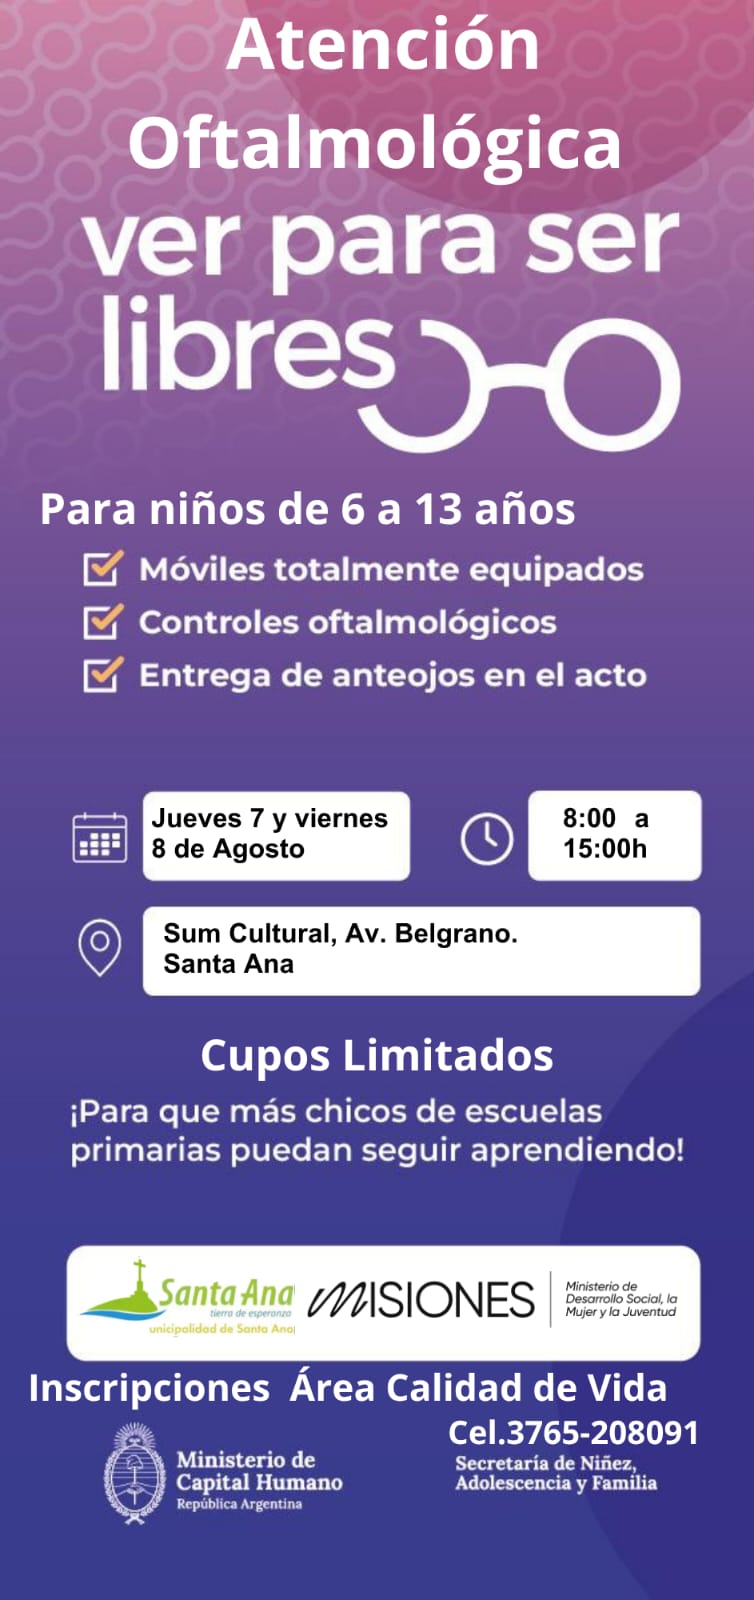 Atención
Oftalmológica
ver para ser
libres
Para niños de 6 a 13 años
Móviles totalmente equipados
Controles oftalmológicos
Entrega de anteojos en el acto
Jueves 7 y viernes
8 de Agosto
8:00 a
15:00h
Sum Cultural, Av. Belgrano.
Santa Ana
Cupos Limitados
¡Para que más chicos de escuelas
primarias puedan seguir aprendiendo!
Santa Ana
tierra de esperanza
unicipalidad de Santa Ana
MISIONES
Ministerio de
Desarrollo Social, la
Mujer y la Juventud
Inscripciones Área Calidad de Vida
Cel.3765-208091
Ministerio de
Capital Humano
República Argentina
Secretaría de Niñez,
Adolescencia y Familia